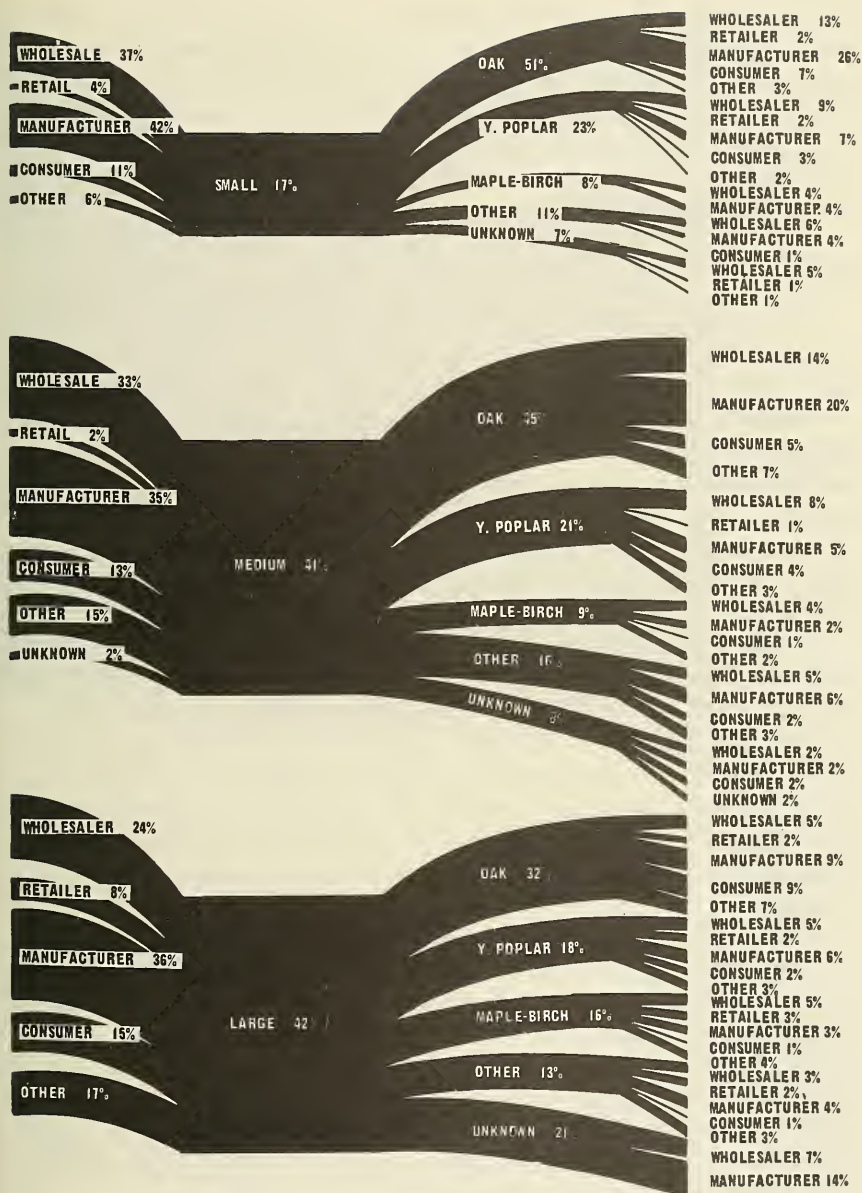 WHOLESALE 37%
RETAIL 4%
MANUFACTURER 42%
CONSUMER 11%
OTHER 6%
SMALL 17%
OAK 51%
Y. POPLAR 23%
MAPLE-BIRCH 8%
OTHER 11%
UNKNOWN 7%
WHOLESALER 13%
RETAILER 2%
MANUFACTURER 26%
CONSUMER 7%
OTHER 3%
WHOLESALER 9%
RETAILER 2%
MANUFACTURER 7%
CONSUMER 3%
OTHER 2%
WHOLESALER 4%
MANUFACTURER 4%
WHOLESALER 6%
MANUFACTURER 4%
CONSUMER 1%
WHOLESALER 5%
RETAILER 1%
OTHER 1%
WHOLESALE 33%
RETAIL 2%
MANUFACTURER 35%
CONSUMER 13%
OTHER 15%
UNKNOWN 2%
MEDIUM 41%
OAK 45
Y. POPLAR 21%
MAPLE-BIRCH 9%
OTHER 16
UNKNOWN
WHOLESALER 14%
MANUFACTURER 20%
CONSUMER 5%
OTHER 7%
WHOLESALER 8%
RETAILER 1%
MANUFACTURER 5%
CONSUMER 4%
OTHER 3%
WHOLESALER 4%
MANUFACTURER 2%
CONSUMER 1%
OTHER 2%
WHOLESALER 5%
MANUFACTURER 6%
CONSUMER 2%
OTHER 3%
WHOLESALER 2%
MANUFACTURER 2%
CONSUMER 2%
UNKNOWN 2%
WHOLESALER 24%
RETAILER 8%
MANUFACTURER 36%
CONSUMER 15%
OTHER 17%
LARGE 42
OAK 32
Y. POPLAR 18%
MAPLE-BIRCH 16%
OTHER 13%
UNKNOWN 21
WHOLESALER 5%
RETAILER 2%
MANUFACTURER 9%
CONSUMER 9%
OTHER 7%
WHOLESALER 5%
RETAILER 2%
MANUFACTURER 6%
CONSUMER 2%
OTHER 3%
WHOLESALER 5%
RETAILER 3%
MANUFACTURER 3%
CONSUMER 1%
OTHER 4%
WHOLESALER 3%
RETAILER 2%
MANUFACTURER 4%
CONSUMER 1%
OTHER 3%
WHOLESALER 7%
MANUFACTURER 14%